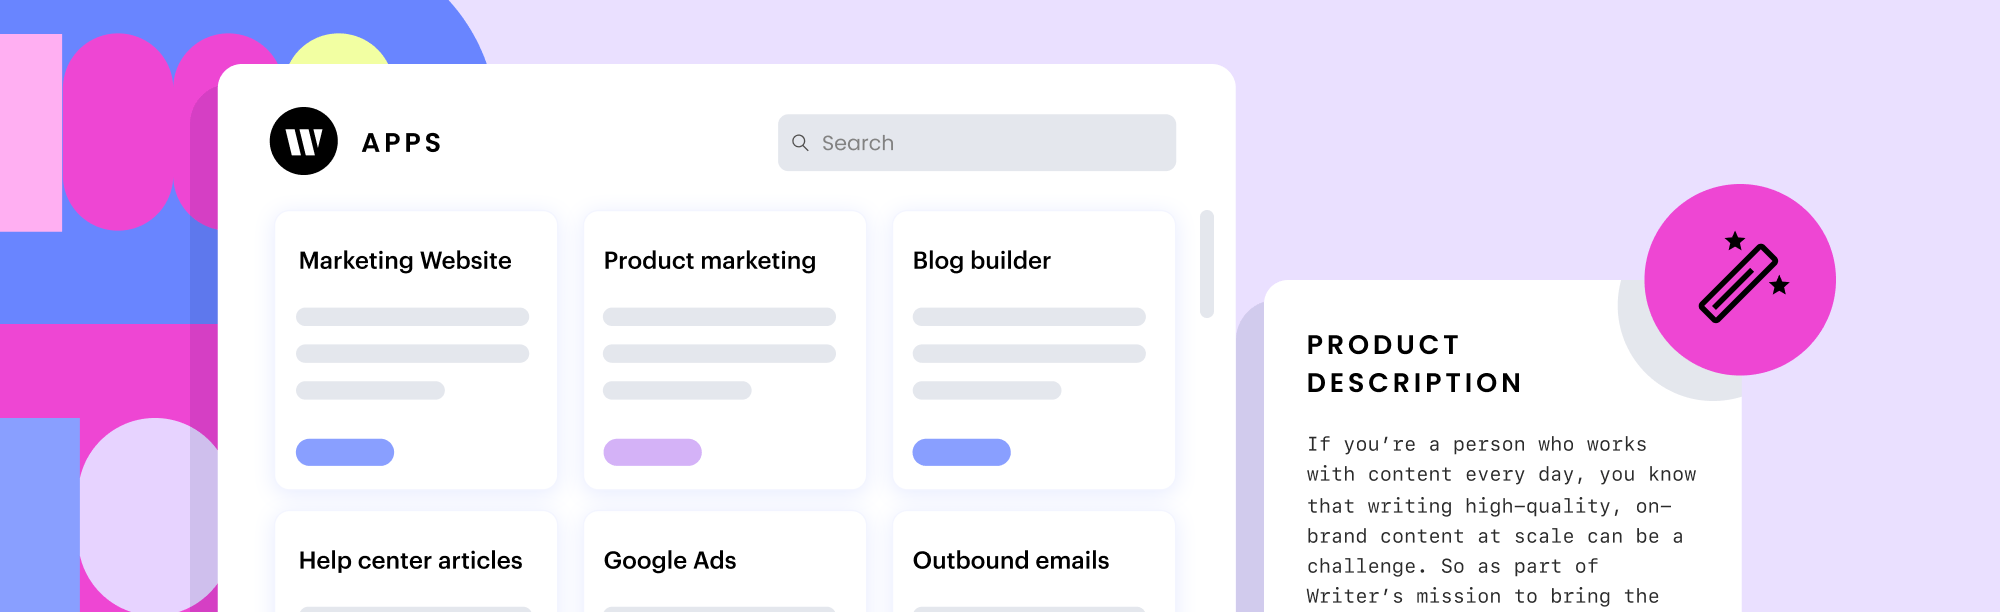 W APPS
Search
Marketing Website
Product marketing
Blog builder
Help center articles
Google Ads
Outbound emails
PRODUCT
DESCRIPTION
If you’re a person who works
with content every day, you know
that writing high–quality, on–
brand content at scale can be a
challenge. So as part of
Writer’s mission to bring the